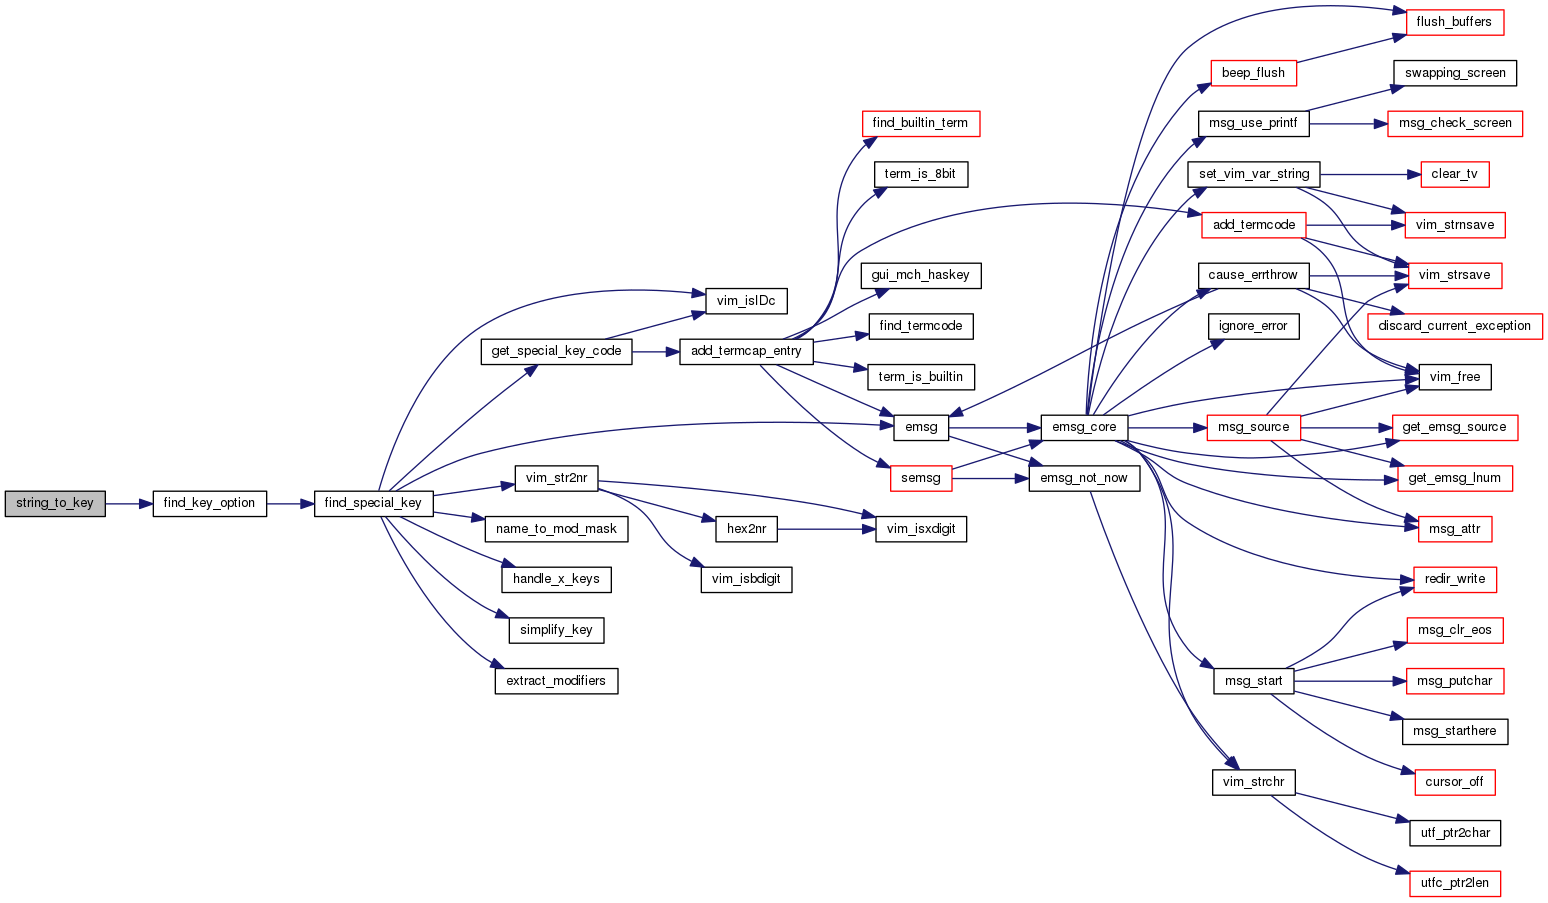 string_to_key
find_key_option
find_special_key
vim_isIDc
get_special_key_code
vim_str2nr
name_to_mod_mask
handle_x_keys
simplify_key
extract_modifiers
add_termcap_entry
hex2nr
vim_isbdigit
find_builtin_term
term_is_8bit
gui_mch_haskey
find_termcode
term_is_builtin
emsg
semsg
vim_isxdigit
emsg_core
emsg_not_now
beep_flush
msg_use_printf
set_vim_var_string
add_termcode
cause_errthrow
ignore_error
msg_source
msg_start
vim_strchr
flush_buffers
swapping_screen
msg_check_screen
clear_tv
vim_strnsave
vim_strsave
discard_current_exception
vim_free
get_emsg_source
get_emsg_lnum
msg_attr
redir_write
msg_clr_eos
msg_putchar
msg_starthere
cursor_off
utf_ptr2char
utfc_ptr2len